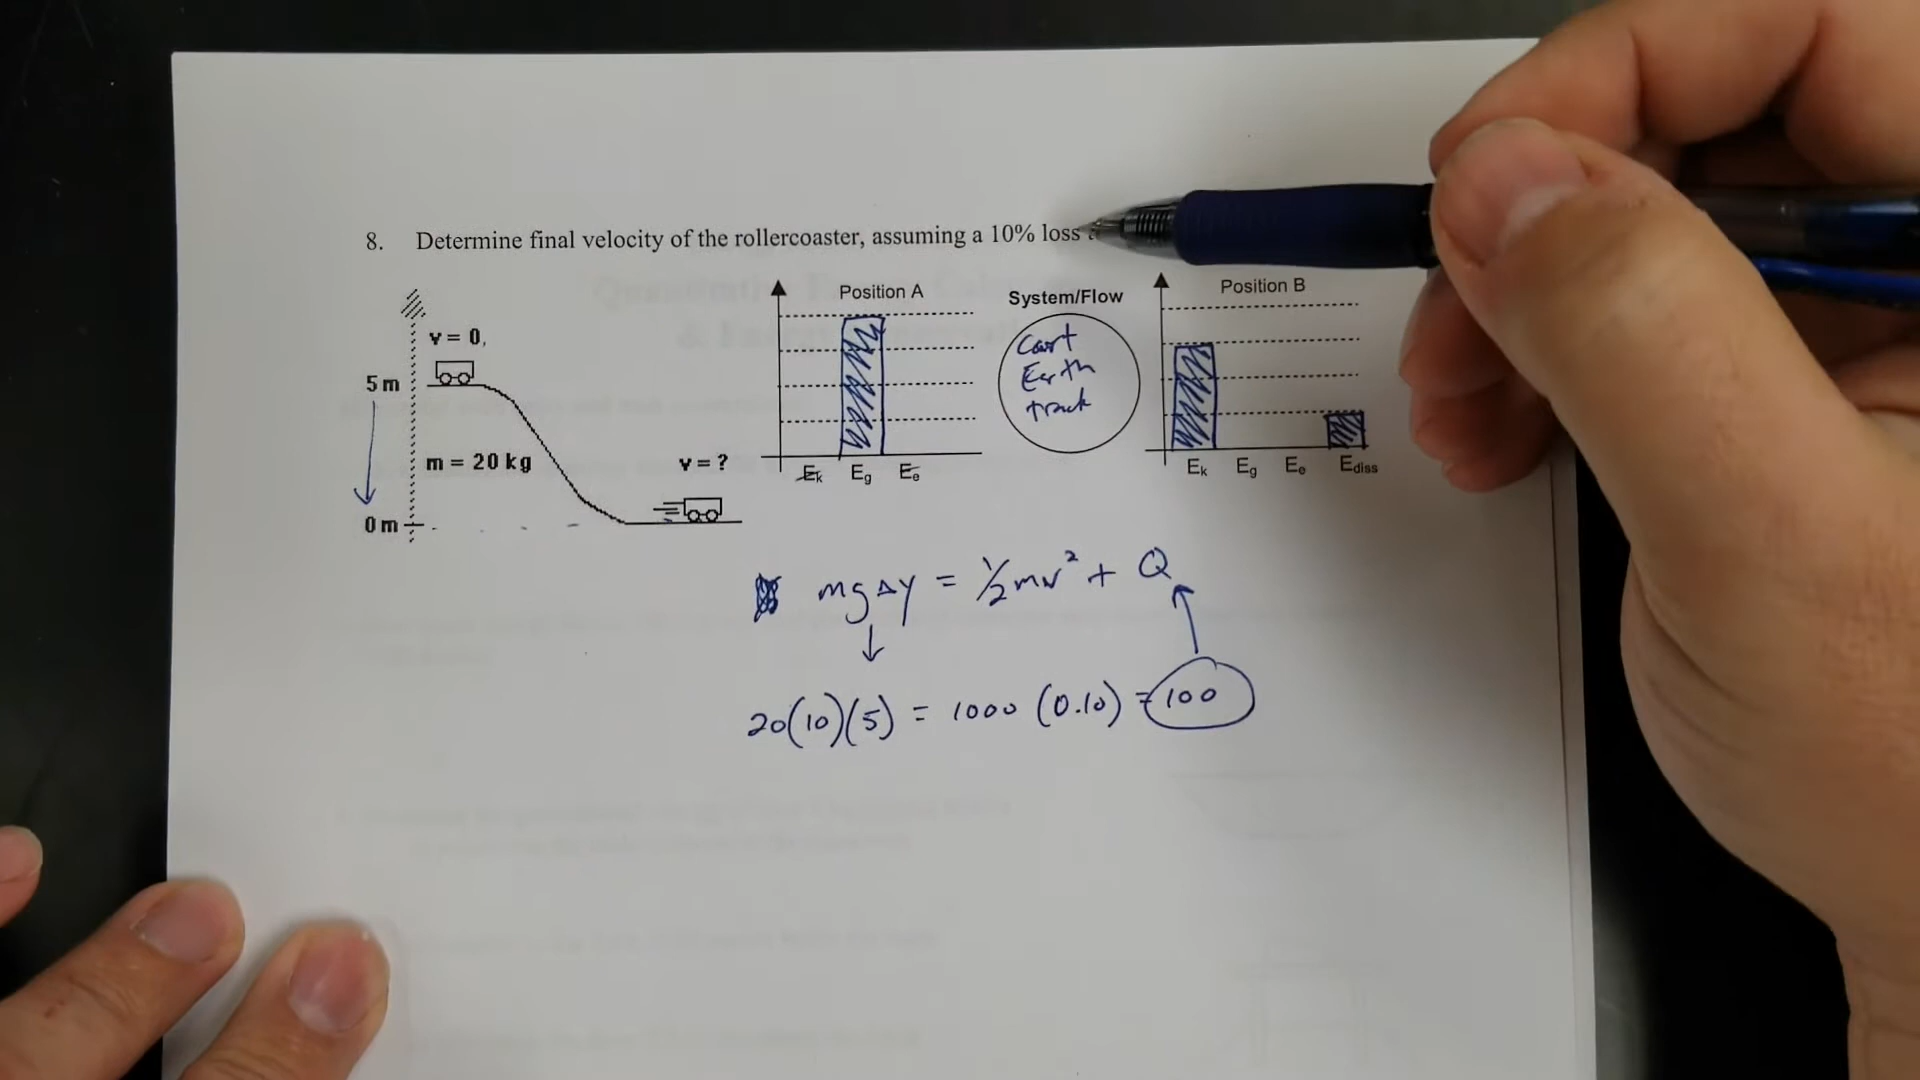 8. Determine final velocity of the rollercoaster, assuming a 10% loss
Position A
System/Flow
Position B
v = 0,
5 m
m = 20 kg
v = ?
0 m
Cart
Earth
track
Ek Eg Ee
Ek Eg Ee Ediss
mgΔy = ½mv² + Q
20(10)(5) = 1000 (0.10) = 100